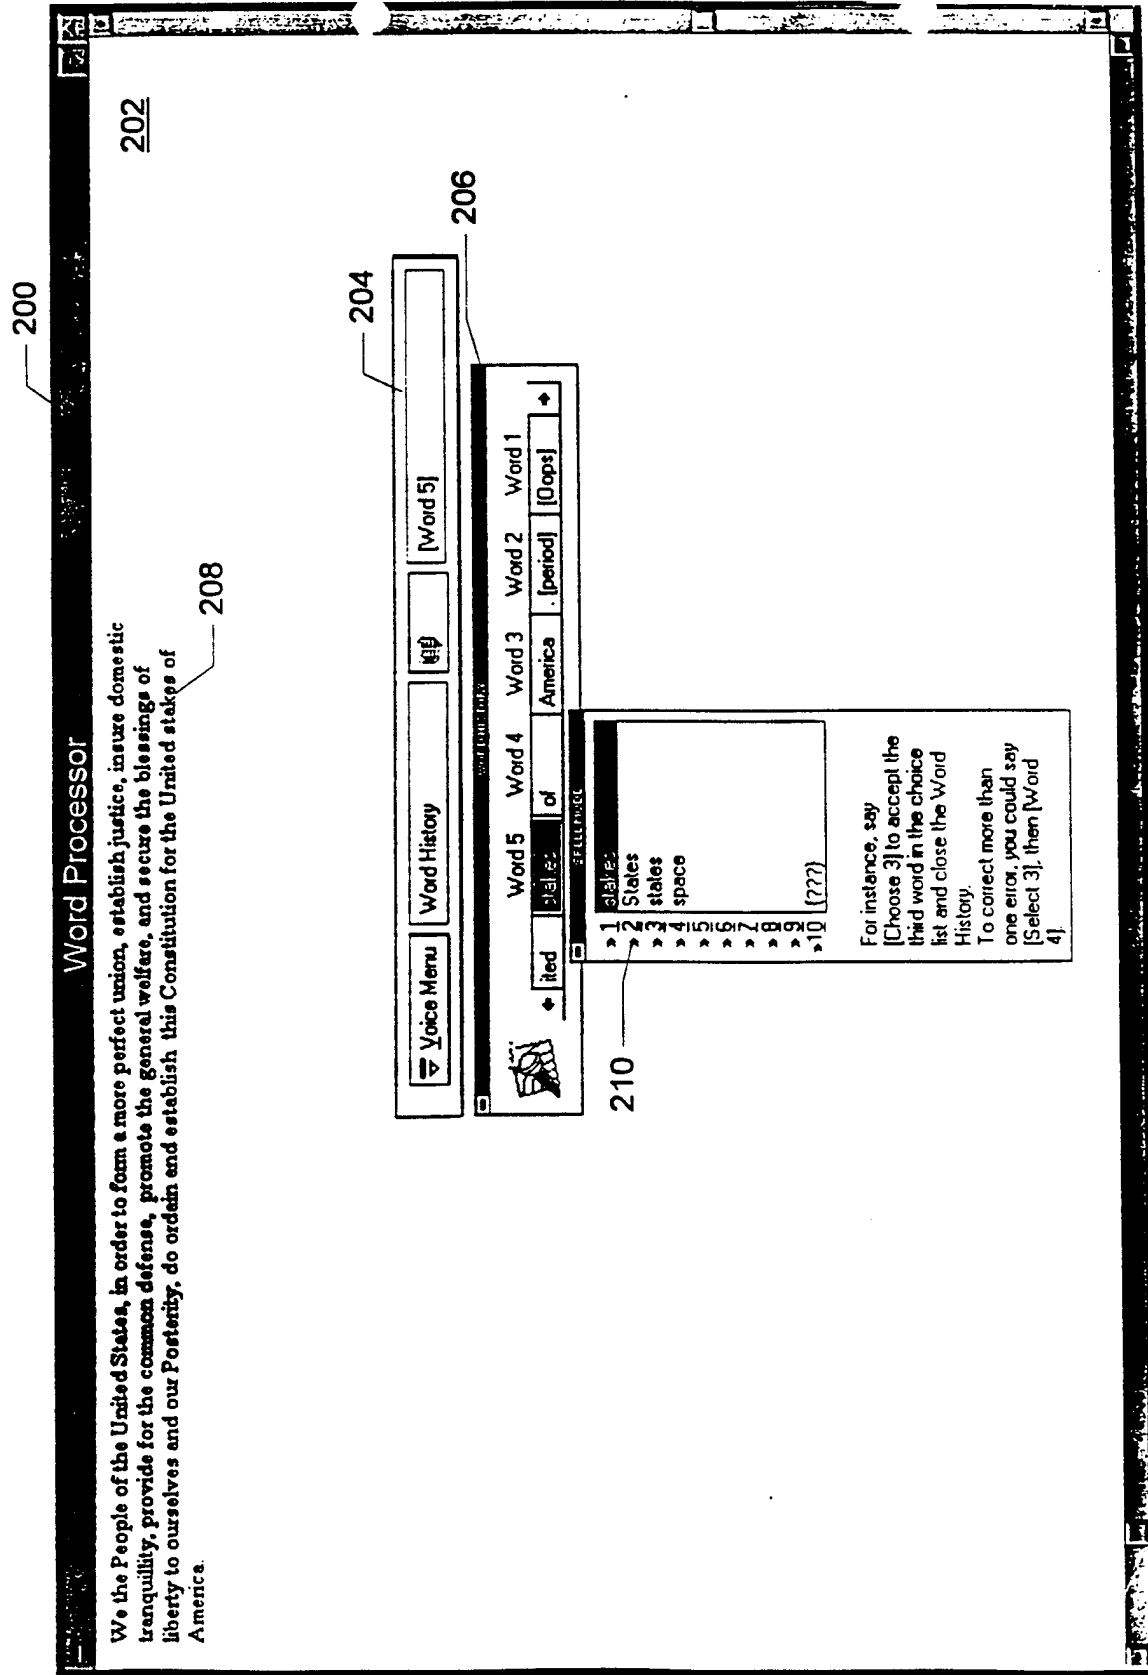 200
Word Processor
202
We the People of the United States, in order to form a more perfect union, establish justice, insure domestic
tranquillity, provide for the common defense, promote the general welfare, and secure the blessings of
liberty to ourselves and our Posterity, do ordain and establish this Constitution for the United stakes of
America.
208
204
Voice Menu
Word History
[Word 5]
206
Word 5 Word 4 Word 3 Word 2 Word 1
ited stakes of America . [period] [Oops]
210
» 1 stakes
» 2 States
» 3 states
» 4 space
» 5
» 6
» 7
» 8
» 9
» 10 [???]
For instance, say
[Choose 3] to accept the
third word in the choice
list and close the Word
History.
To correct more than
one error, you could say
[Select 3], then [Word
4].